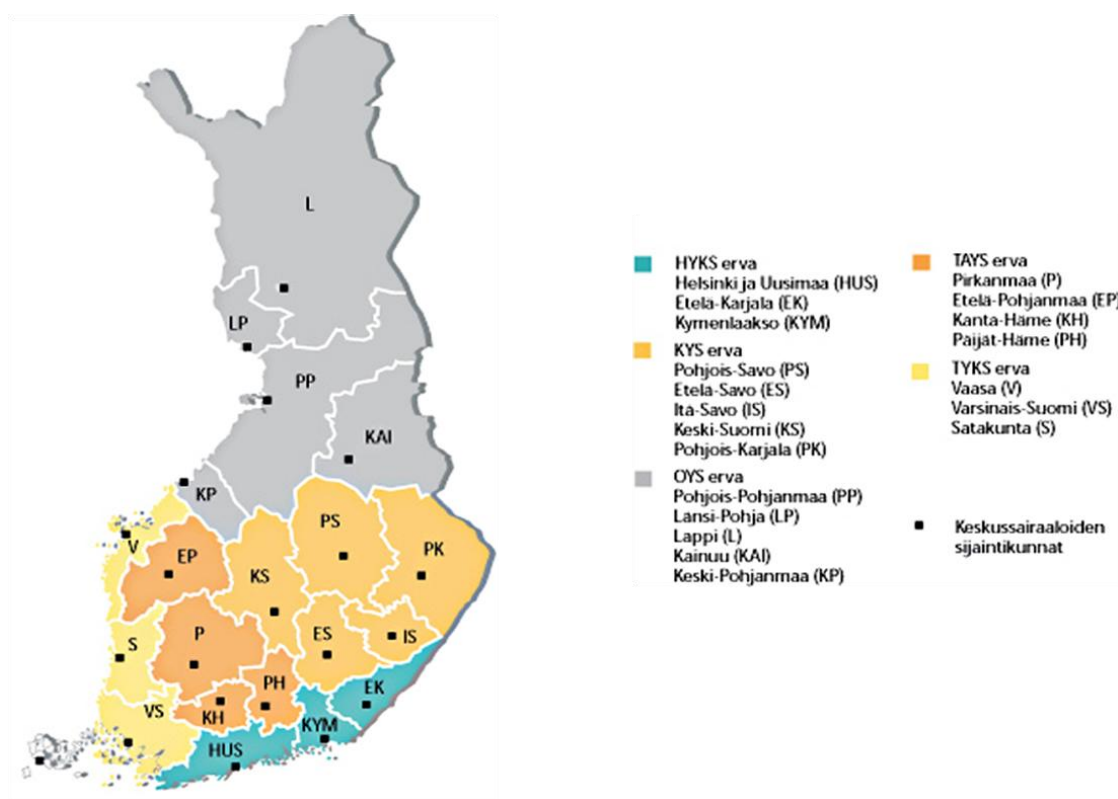 L
LP
PP
KAI
KP
V
EP
KS
PS
PK
S
P
ES
IS
PH
EK
VS
KH
KYM
HUS
HYKS erva
Helsinki ja Uusimaa (HUS)
Etelä-Karjala (EK)
Kymenlaakso (KYM)
KYS erva
Pohjois-Savo (PS)
Etelä-Savo (ES)
Itä-Savo (IS)
Keski-Suomi (KS)
Pohjois-Karjala (PK)
OYS erva
Pohjois-Pohjanmaa (PP)
Länsi-Pohja (LP)
Lappi (L)
Kainuu (KAI)
Keski-Pohjanmaa (KP)
TAYS erva
Pirkanmaa (P)
Etelä-Pohjanmaa (EP)
Kanta-Häme (KH)
Päijät-Häme (PH)
TYKS erva
Vaasa (V)
Varsinais-Suomi (VS)
Satakunta (S)
Keskussairaaloiden
sijaintikunnat